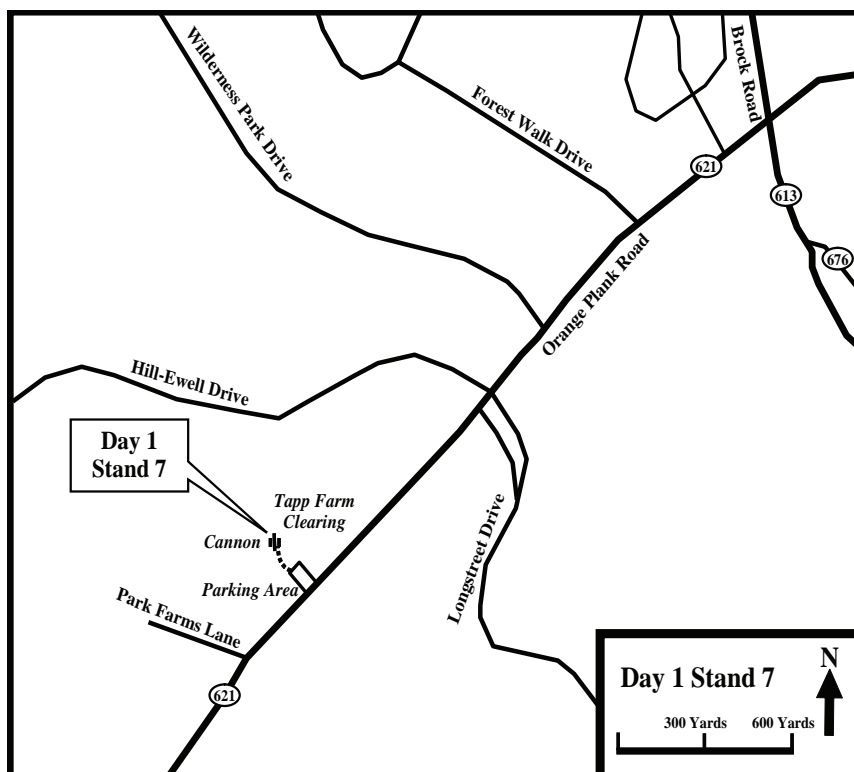 Wilderness Park Drive
Forest Walk Drive
Brock Road
621
613
676
Orange Plank Road
Hill-Ewell Drive
Day 1
Stand 7
Tapp Farm
Clearing
Cannon
Parking Area
Longstreet Drive
Park Farms Lane
621
Day 1 Stand 7
N
300 Yards
600 Yards